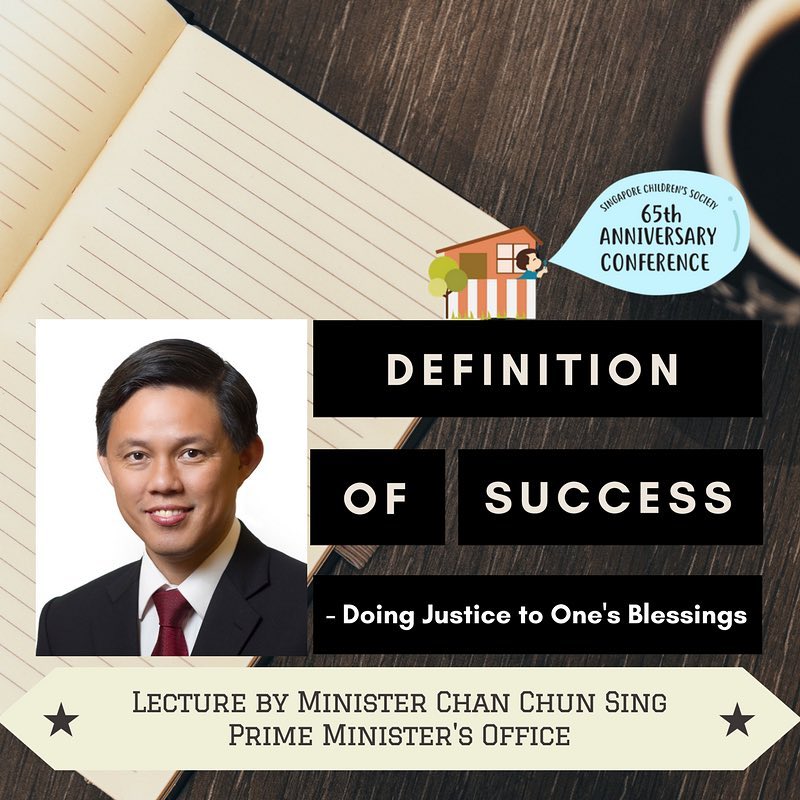 SINGAPORE CHILDREN'S SOCIETY
65th
ANNIVERSARY
CONFERENCE
DEFINITION
OF SUCCESS
- Doing Justice to One's Blessings
Lecture by Minister Chan Chun Sing
Prime Minister's Office